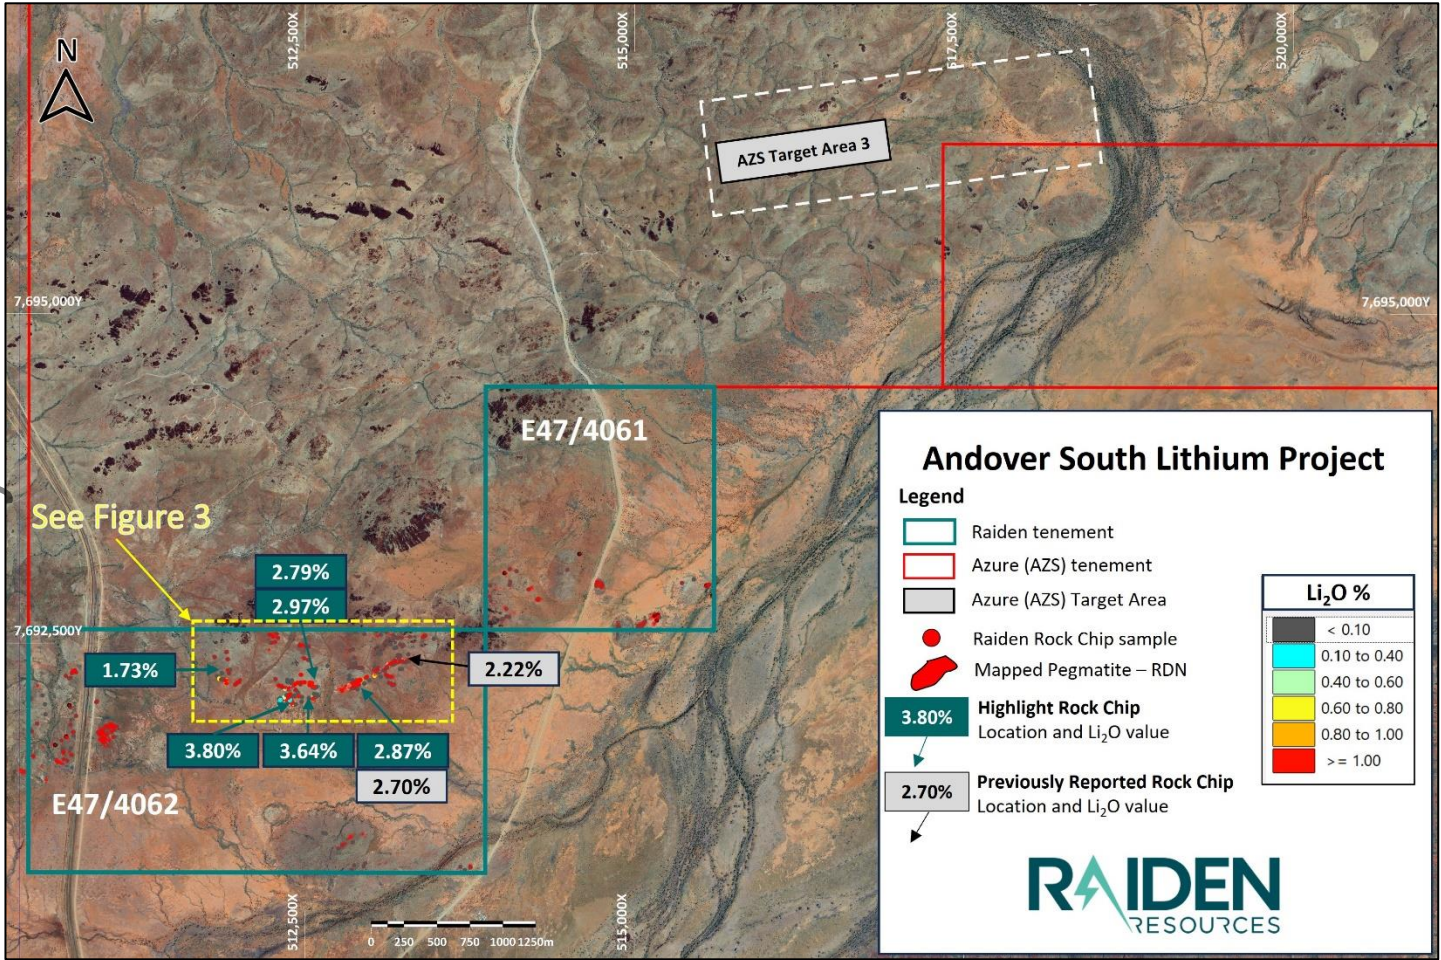 N
512,500X
515,000X
517,500X
520,000X
AZS Target Area 3
7,695,000Y
7,695,000Y
E47/4061
See Figure 3
2.79%
2.97%
7,692,500Y
1.73%
2.22%
3.80%
3.64%
2.87%
2.70%
E47/4062
512,500X
515,000X
0 250 500 750 1000 1250m
Andover South Lithium Project
Legend
Raiden tenement
Azure (AZS) tenement
Azure (AZS) Target Area
Raiden Rock Chip sample
Mapped Pegmatite – RDN
3.80%
Highlight Rock Chip
Location and Li₂O value
2.70%
Previously Reported Rock Chip
Location and Li₂O value
Li₂O %
< 0.10
0.10 to 0.40
0.40 to 0.60
0.60 to 0.80
0.80 to 1.00
>= 1.00
RAIDEN
RESOURCES